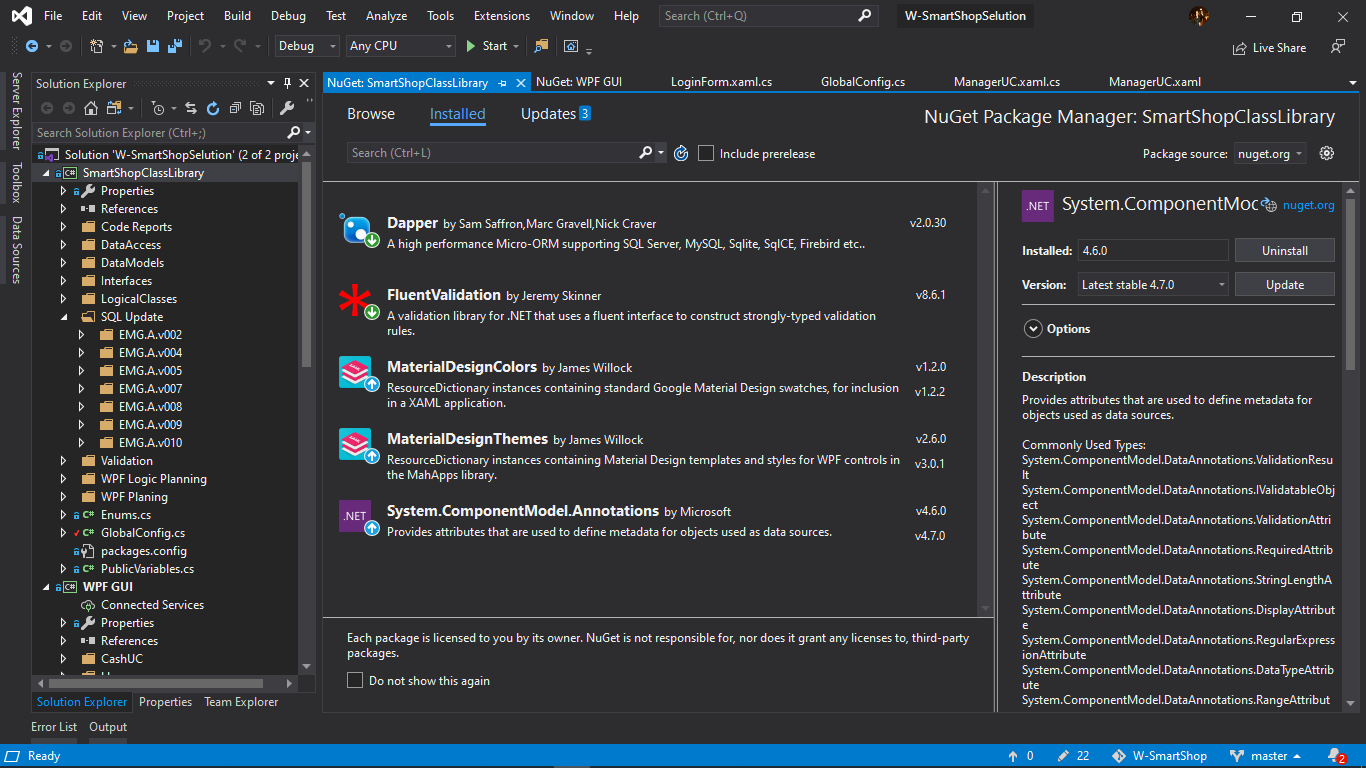 File Edit View Project Build Debug Test Analyze Tools Extensions Window Help Search (Ctrl+Q) W-SmartShopSelution
Debug Any CPU Start Live Share
Server Explorer
Toolbox
Data Sources
Solution Explorer
Search Solution Explorer (Ctrl+;)
Solution 'W-SmartShopSelution' (2 of 2 proje
SmartShopClassLibrary
Properties
References
Code Reports
DataAccess
DataModels
Interfaces
LogicalClasses
SQL Update
EMG.A.v002
EMG.A.v004
EMG.A.v005
EMG.A.v007
EMG.A.v008
EMG.A.v009
EMG.A.v010
Validation
WPF Logic Planning
WPF Planing
Enums.cs
GlobalConfig.cs
packages.config
PublicVariables.cs
WPF GUI
Connected Services
Properties
References
CashUC
Solution Explorer Properties Team Explorer
NuGet: SmartShopClassLibrary NuGet: WPF GUI LoginForm.xaml.cs GlobalConfig.cs ManagerUC.xaml.cs ManagerUC.xaml
Browse Installed Updates 3
NuGet Package Manager: SmartShopClassLibrary
Search (Ctrl+L) Include prerelease
Package source: nuget.org
Dapper by Sam Saffron,Marc Gravell,Nick Craver v2.0.30
A high performance Micro-ORM supporting SQL Server, MySQL, Sqlite, SqlCE, Firebird etc..
FluentValidation by Jeremy Skinner v8.6.1
A validation library for .NET that uses a fluent interface to construct strongly-typed validation
rules.
MaterialDesignColors by James Willock v1.2.0
ResourceDictionary instances containing standard Google Material Design swatches, for inclusion v1.2.2
in a XAML application.
MaterialDesignThemes by James Willock v2.6.0
ResourceDictionary instances containing Material Design templates and styles for WPF controls in v3.0.1
the MahApps library.
.NET System.ComponentModel.Annotations by Microsoft v4.6.0
Provides attributes that are used to define metadata for objects used as data sources. v4.7.0
Each package is licensed to you by its owner. NuGet is not responsible for, nor does it grant any licenses to, third-party
packages.
Do not show this again
.NET System.ComponentMoc nuget.org
Installed: 4.6.0 Uninstall
Version: Latest stable 4.7.0 Update
Options
Description
Provides attributes that are used to define metadata for
objects used as data sources.
Commonly Used Types:
System.ComponentModel.DataAnnotations.ValidationResu
lt
System.ComponentModel.DataAnnotations.IValidatableObj
ect
System.ComponentModel.DataAnnotations.ValidationAttri
bute
System.ComponentModel.DataAnnotations.RequiredAttrib
ute
System.ComponentModel.DataAnnotations.StringLengthA
ttribute
System.ComponentModel.DataAnnotations.DisplayAttribut
e
System.ComponentModel.DataAnnotations.RegularExpress
ionAttribute
System.ComponentModel.DataAnnotations.DataTypeAttrib
ute
System.ComponentModel.DataAnnotations.RangeAttribut
Error List Output
Ready 0 22 W-SmartShop master 2